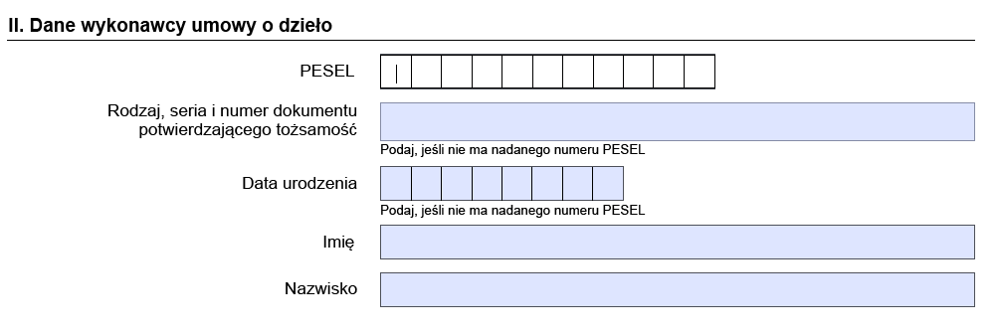 II. Dane wykonawcy umowy o dzieło
PESEL
Rodzaj, seria i numer dokumentu
potwierdzającego tożsamość
Podaj, jeśli nie ma nadanego numeru PESEL
Data urodzenia
Podaj, jeśli nie ma nadanego numeru PESEL
Imię
Nazwisko